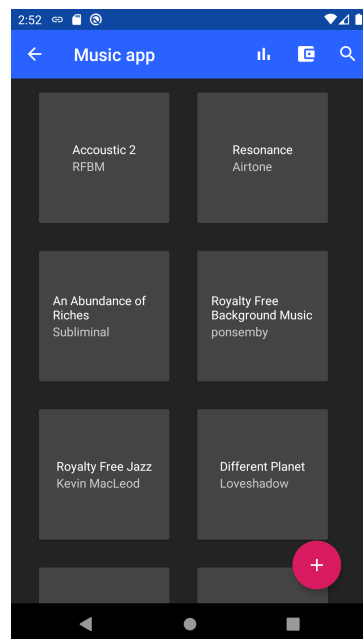 2:52
Music app
Accoustic 2
RFBM
Resonance
Airtone
An Abundance of
Riches
Subliminal
Royalty Free
Background Music
ponsemby
Royalty Free Jazz
Kevin MacLeod
Different Planet
Loveshadow